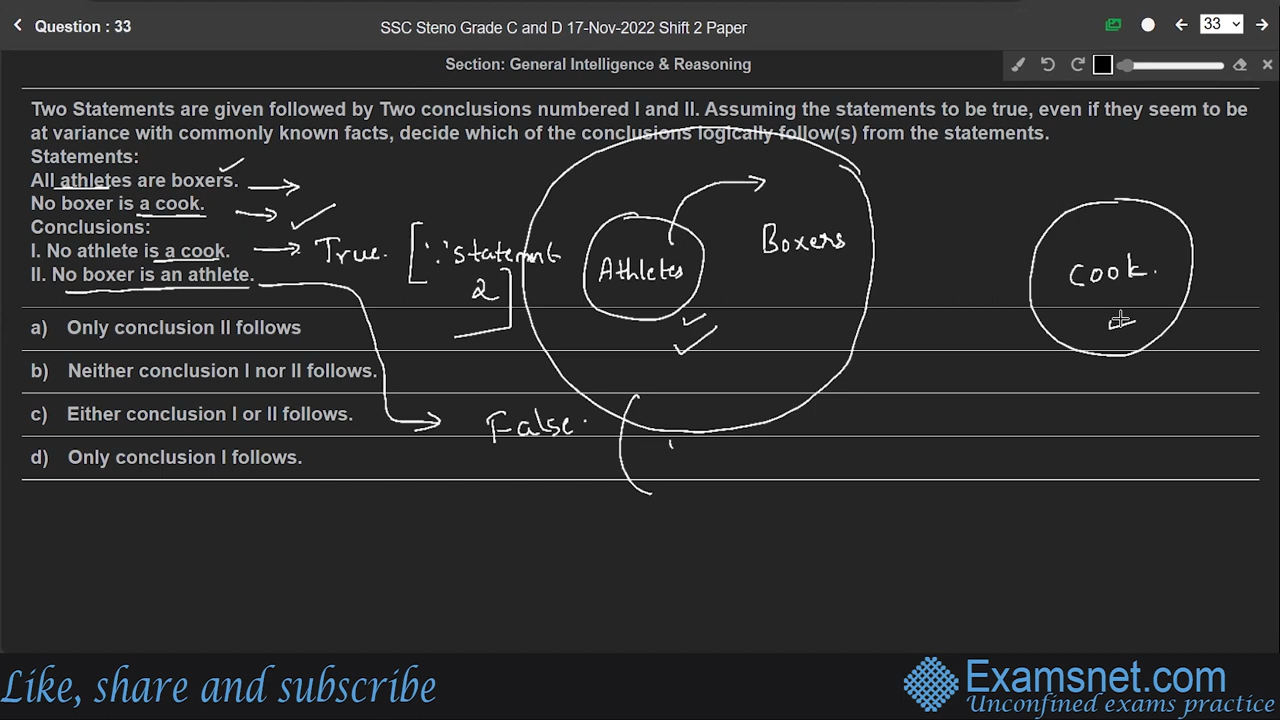 Question : 33
SSC Steno Grade C and D 17-Nov-2022 Shift 2 Paper
33
Section: General Intelligence & Reasoning
Two Statements are given followed by Two conclusions numbered I and II. Assuming the statements to be true, even if they seem to be
at variance with commonly known facts, decide which of the conclusions logically follow(s) from the statements.
Statements:
All athletes are boxers.
No boxer is a cook.
Conclusions:
I. No athlete is a cook.
II. No boxer is an athlete.
True. [∵ statement
2]
Athletes
Boxers
Cook.
a) Only conclusion II follows
b) Neither conclusion I nor II follows.
c) Either conclusion I or II follows.
False.
d) Only conclusion I follows.
Like, share and subscribe
Examsnet.com
Unconfined exams practice